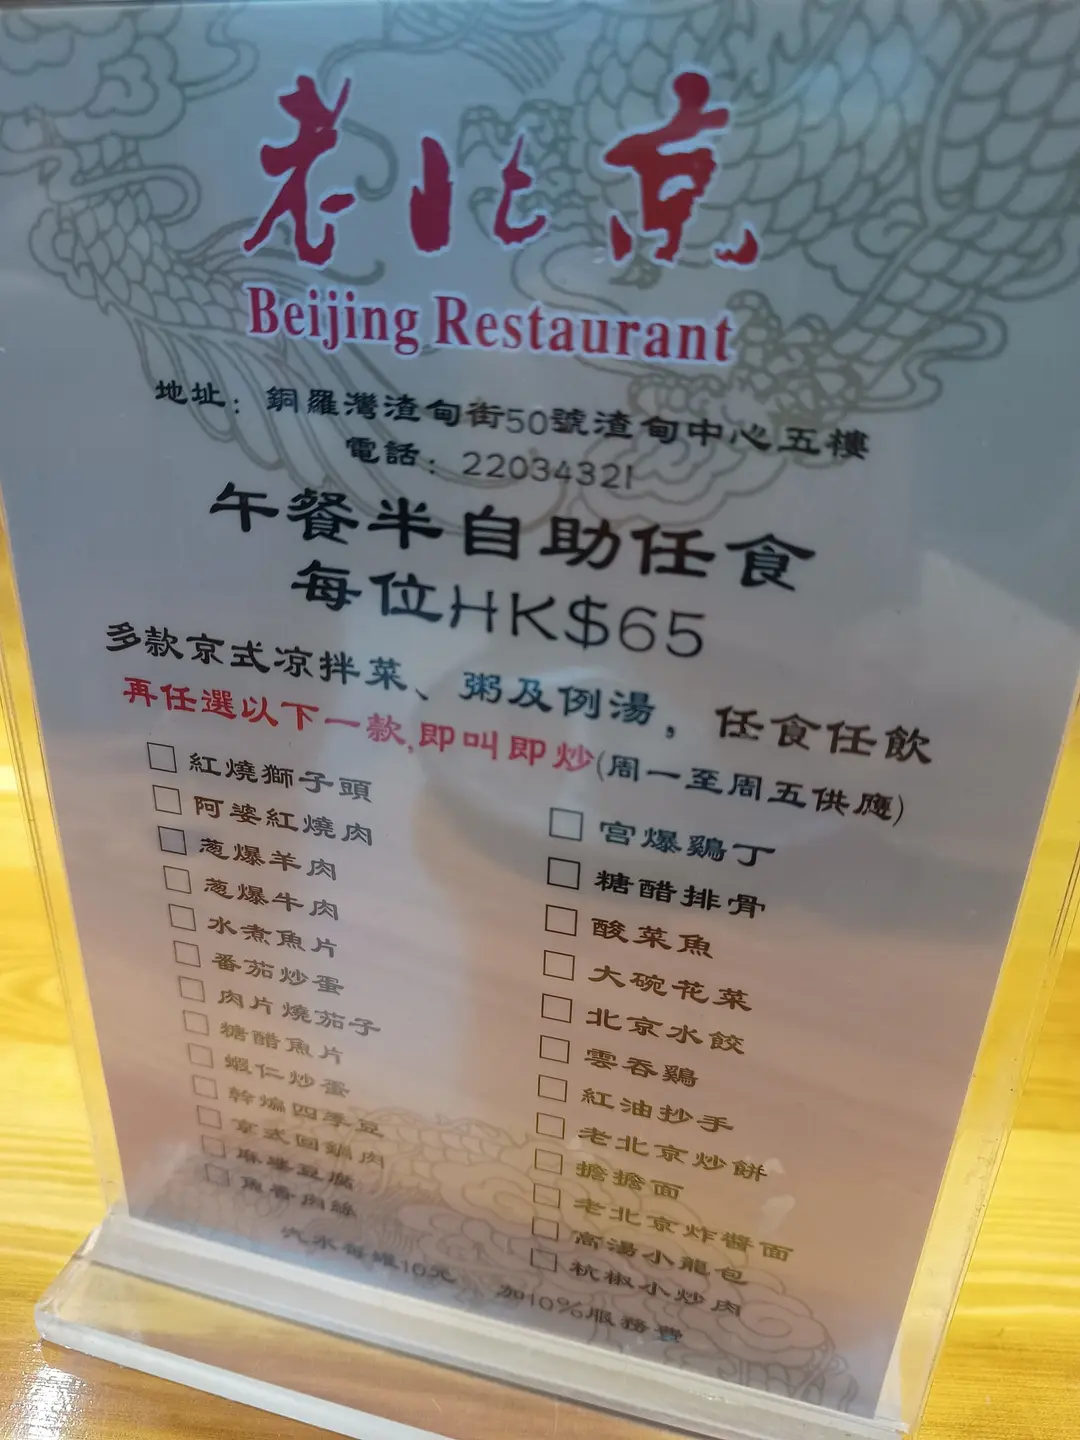 老北京
Beijing Restaurant
地址：銅羅灣渣甸街50號渣甸中心五樓
電話：22034321
午餐半自助任食
每位HK$65
多款京式凉拌菜、粥及例湯，任食任飲
再任選以下一款,即叫即炒(周一至周五供應)
□ 紅燒獅子頭
□ 阿婆紅燒肉
□ 葱爆羊肉
□ 葱爆牛肉
□ 水煮魚片
□ 番茄炒蛋
□ 肉片燒茄子
□ 糖醋魚片
□ 蝦仁炒蛋
□ 幹煸四季豆
□ 京式回鍋肉
□ 麻婆豆腐
□ 魚香肉絲
□ 宮爆鷄丁
□ 糖醋排骨
□ 酸菜魚
□ 大碗花菜
□ 北京水餃
□ 雲吞鷄
□ 紅油抄手
□ 老北京炒餅
□ 擔擔面
□ 老北京炸醬面
□ 高湯小龍包
□ 杭椒小炒肉
汽水每罐10元 加10%服務費